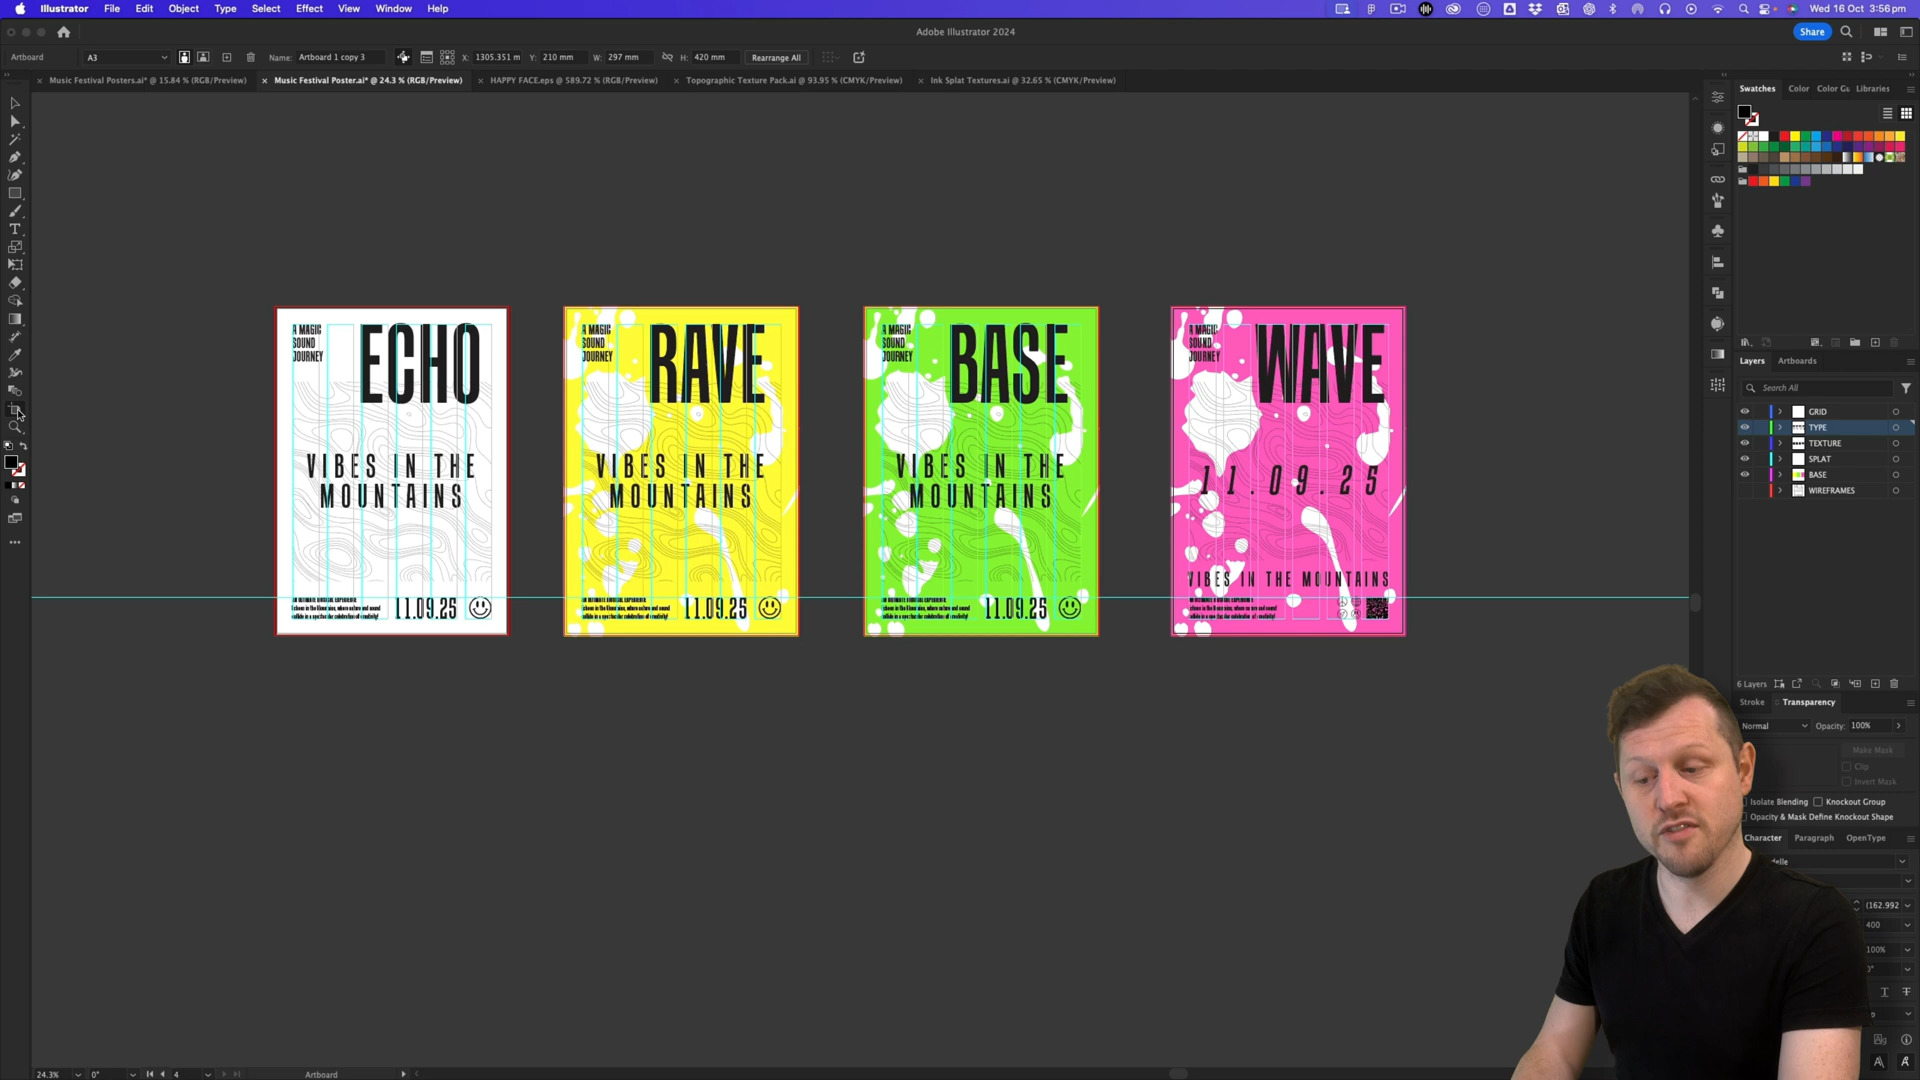 Illustrator File Edit Object Type Select Effect View Window Help
Wed 16 Oct 3:56pm
Adobe Illustrator 2024
Share
Artboard A3 Name: Artboard 1 copy 3 X: 1305.351 m Y: 210 mm W: 297 mm H: 420 mm Rearrange All
Music Festival Posters.ai* @ 15.84 % (RGB/Preview) Music Festival Poster.ai* @ 24.3 % (RGB/Preview) HAPPY FACE.eps @ 589.72 % (RGB/Preview) Topographic Texture Pack.ai @ 93.95 % (CMYK/Preview) Ink Splat Textures.ai @ 32.65 % (CMYK/Preview)
Swatches Color Color Gu Libraries
A MAGIC
SOUND
JOURNEY
ECHO
VIBES IN THE
MOUNTAINS
11.09.25
A MAGIC
SOUND
JOURNEY
RAVE
VIBES IN THE
MOUNTAINS
11.09.25
A MAGIC
SOUND
JOURNEY
BASE
VIBES IN THE
MOUNTAINS
11.09.25
A MAGIC
SOUND
JOURNEY
WAVE
11.09.25
VIBES IN THE MOUNTAINS
Layers Artboards
Search All
GRID
TYPE
TEXTURE
SPLAT
BASE
WIREFRAMES
6 Layers
Stroke Transparency
Normal Opacity: 100%
Make Mask
Clip
Invert Mask
Isolate Blending Knockout Group
Opacity & Mask Define Knockout Shape
Character Paragraph OpenType
(162.992
400
100%
24.3% 0° 4 Artboard